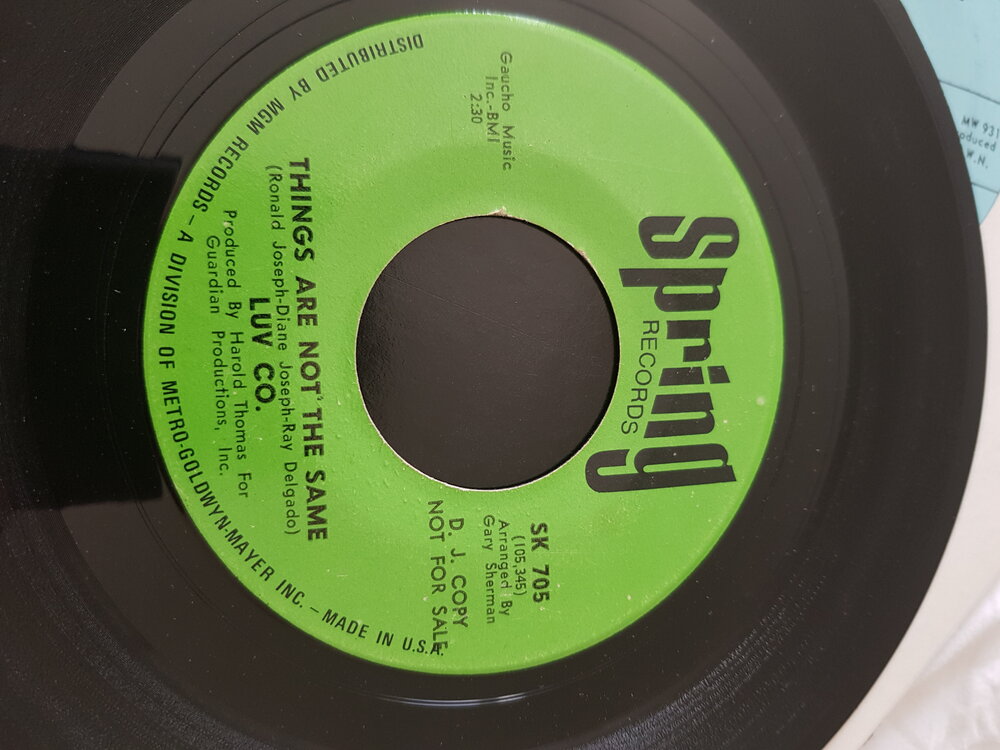 Spring
RECORDS
Gaucho Music
Inc.-BMI
2:30
SK 705
(105,345)
Arranged By
Gary Sherman
D. J. COPY
NOT FOR SALE
THINGS ARE NOT THE SAME
(Ronald Joseph-Diane Joseph-Ray Delgado)
LUV CO.
Produced By Harold Thomas For
Guardian Productions, Inc.
DISTRIBUTED BY MGM RECORDS – A DIVISION OF METRO-GOLDWYN-MAYER INC. – MADE IN U.S.A.
MW 93
W.N.